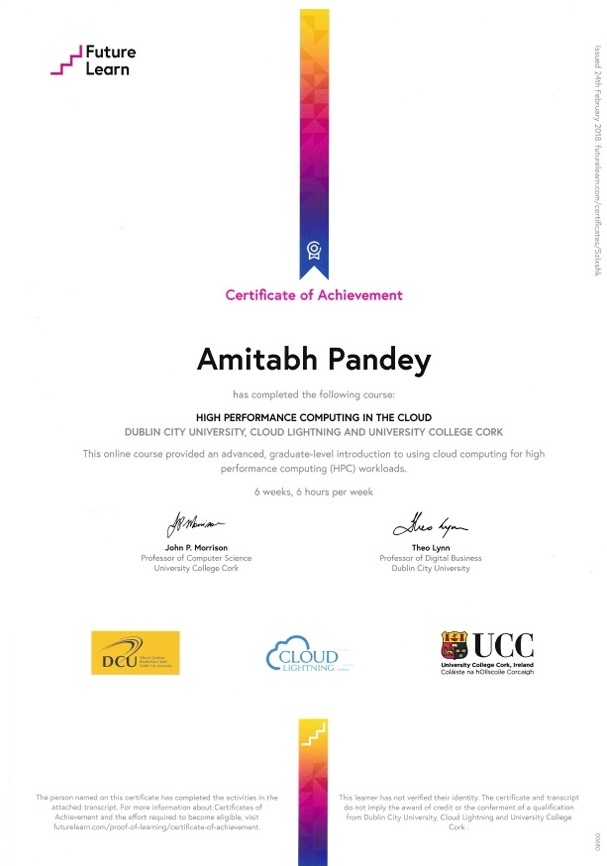 Future
Learn
Issued 24th February 2018. futurelearn.com/certificates/5zlxshk
Certificate of Achievement
Amitabh Pandey
has completed the following course:
HIGH PERFORMANCE COMPUTING IN THE CLOUD
DUBLIN CITY UNIVERSITY, CLOUD LIGHTNING AND UNIVERSITY COLLEGE CORK
This online course provided an advanced, graduate-level introduction to using cloud computing for high
performance computing (HPC) workloads.
6 weeks, 6 hours per week
John P. Morrison
Professor of Computer Science
University College Cork
Theo Lynn
Professor of Digital Business
Dublin City University
DCU
CLOUD
LIGHTNING
UCC
University College Cork, Ireland
Coláiste na hOllscoile Corcaigh
The person named on this certificate has completed the activities in the
attached transcript. For more information about Certificates of
Achievement and the effort required to become eligible, visit
futurelearn.com/proof-of-learning/certificate-of-achievement.
This learner has not verified their identity. The certificate and transcript
do not imply the award of credit or the conferment of a qualification
from Dublin City University, Cloud Lightning and University College
Cork .
00680